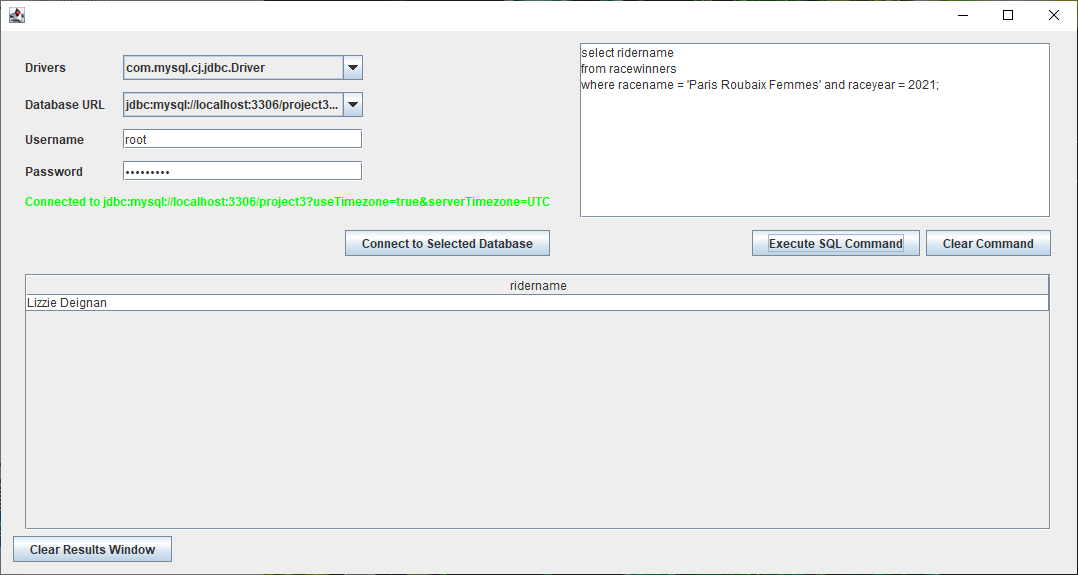 Drivers
com.mysql.cj.jdbc.Driver
Database URL
jdbc:mysql://localhost:3306/project3...
Username
root
Password
•••••••••
Connected to jdbc:mysql://localhost:3306/project3?useTimezone=true&serverTimezone=UTC
Connect to Selected Database
select ridername
from racewinners
where racename = 'Paris Roubaix Femmes' and raceyear = 2021;
Execute SQL Command
Clear Command
ridername
Lizzie Deignan
Clear Results Window